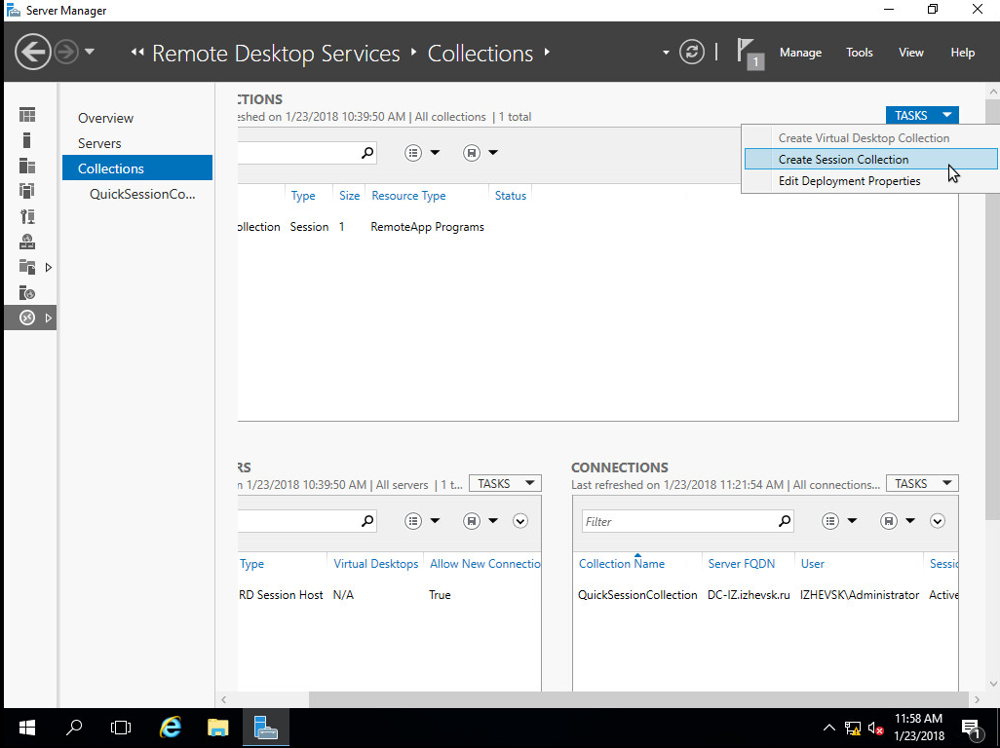 Server Manager
Remote Desktop Services
Collections
1
Manage
Tools
View
Help
Overview
Servers
Collections
QuickSessionCo...
CTIONS
eshed on 1/23/2018 10:39:50 AM | All collections | 1 total
TASKS
Create Virtual Desktop Collection
Create Session Collection
Edit Deployment Properties
Type Size Resource Type Status
ollection Session 1 RemoteApp Programs
RS
n 1/23/2018 10:39:50 AM | All servers | 1 t...
TASKS
Type Virtual Desktops Allow New Connectio
RD Session Host N/A True
CONNECTIONS
Last refreshed on 1/23/2018 11:21:54 AM | All connections...
TASKS
Filter
Collection Name Server FQDN User Sessio
QuickSessionCollection DC-IZ.izhevsk.ru IZHEVSK\Administrator Active
11:58 AM
1/23/2018
1